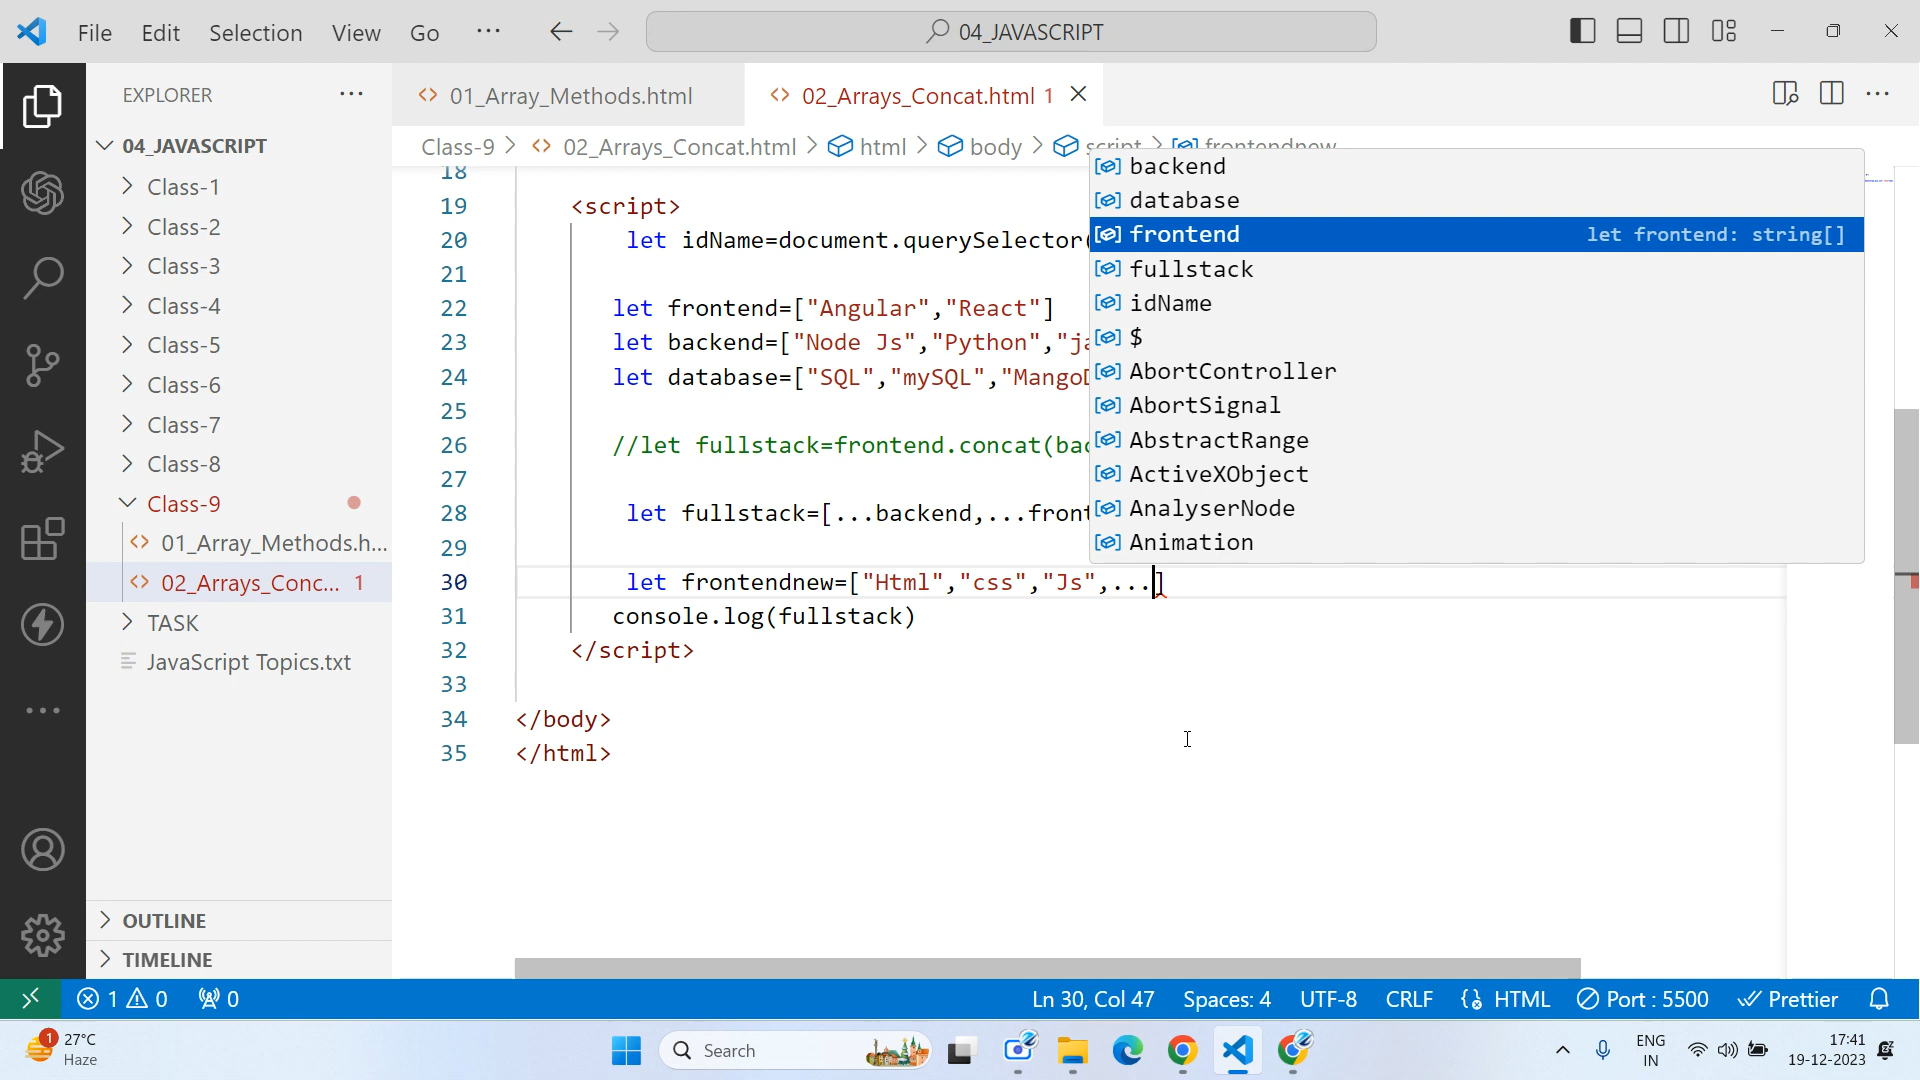 File Edit Selection View Go ··· 04_JAVASCRIPT
EXPLORER ···
04_JAVASCRIPT
Class-1
Class-2
Class-3
Class-4
Class-5
Class-6
Class-7
Class-8
Class-9
01_Array_Methods.h...
02_Arrays_Conc... 1
TASK
JavaScript Topics.txt
OUTLINE
TIMELINE
01_Array_Methods.html
02_Arrays_Concat.html 1
Class-9 > 02_Arrays_Concat.html > html > body > script > frontendnew
18
19 <script>
20 let idName=document.querySelector(
21
22 let frontend=["Angular","React"]
23 let backend=["Node Js","Python","ja
24 let database=["SQL","mySQL","MangoD
25
26 //let fullstack=frontend.concat(bac
27
28 let fullstack=[...backend,...front
29
30 let frontendnew=["Html","css","Js",...]
31 console.log(fullstack)
32 </script>
33
34 </body>
35 </html>
backend
database
frontend let frontend: string[]
fullstack
idName
$
AbortController
AbortSignal
AbstractRange
ActiveXObject
AnalyserNode
Animation
1 0 0 Ln 30, Col 47 Spaces: 4 UTF-8 CRLF HTML Port : 5500 Prettier
1 27°C
Haze
Search
ENG
IN
17:41
19-12-2023